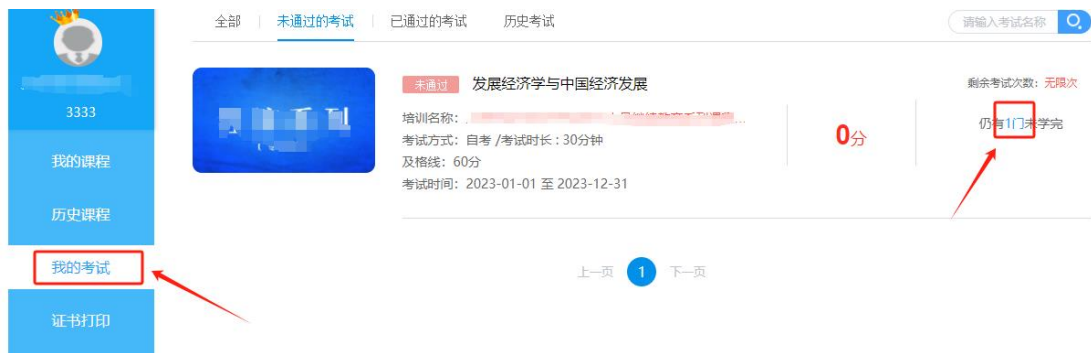 全部 未通过的考试 已通过的考试 历史考试 请输入考试名称
3333
我的课程
历史课程
我的考试
证书打印
未通过 发展经济学与中国经济发展
培训名称：
考试方式：自考 /考试时长：30分钟
及格线：60分
考试时间：2023-01-01 至 2023-12-31
0分
剩余考试次数：无限次
仍有1门未学完
上一页 1 下一页